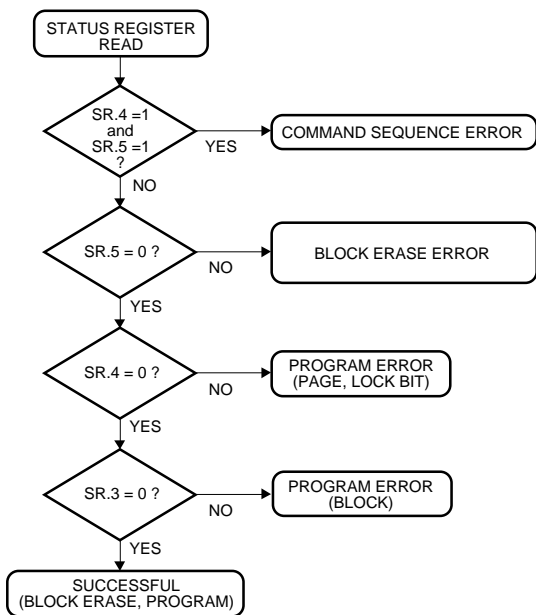 STATUS REGISTER
READ
SR.4 =1
and
SR.5 =1
?
YES
COMMAND SEQUENCE ERROR
NO
SR.5 = 0 ?
NO
BLOCK ERASE ERROR
YES
SR.4 = 0 ?
NO
PROGRAM ERROR
(PAGE, LOCK BIT)
YES
SR.3 = 0 ?
NO
PROGRAM ERROR
(BLOCK)
YES
SUCCESSFUL
(BLOCK ERASE, PROGRAM)